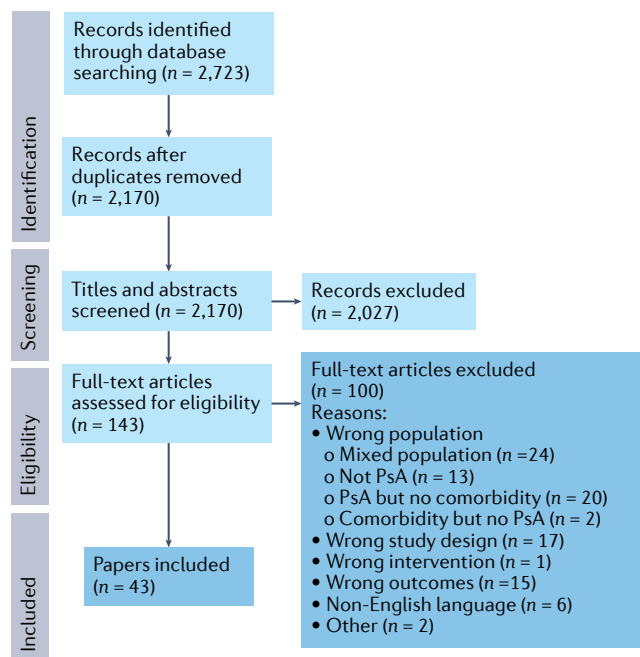 Identification
Records identified
through database
searching (n = 2,723)
Records after
duplicates removed
(n = 2,170)
Screening
Titles and abstracts
screened (n = 2,170)
Records excluded
(n = 2,027)
Eligibility
Full-text articles
assessed for eligibility
(n = 143)
Full-text articles excluded
(n = 100)
Reasons:
• Wrong population
o Mixed population (n =24)
o Not PsA (n = 13)
o PsA but no comorbidity (n = 20)
o Comorbidity but no PsA (n = 2)
• Wrong study design (n = 17)
• Wrong intervention (n = 1)
• Wrong outcomes (n =15)
• Non-English language (n = 6)
• Other (n = 2)
Included
Papers included
(n = 43)